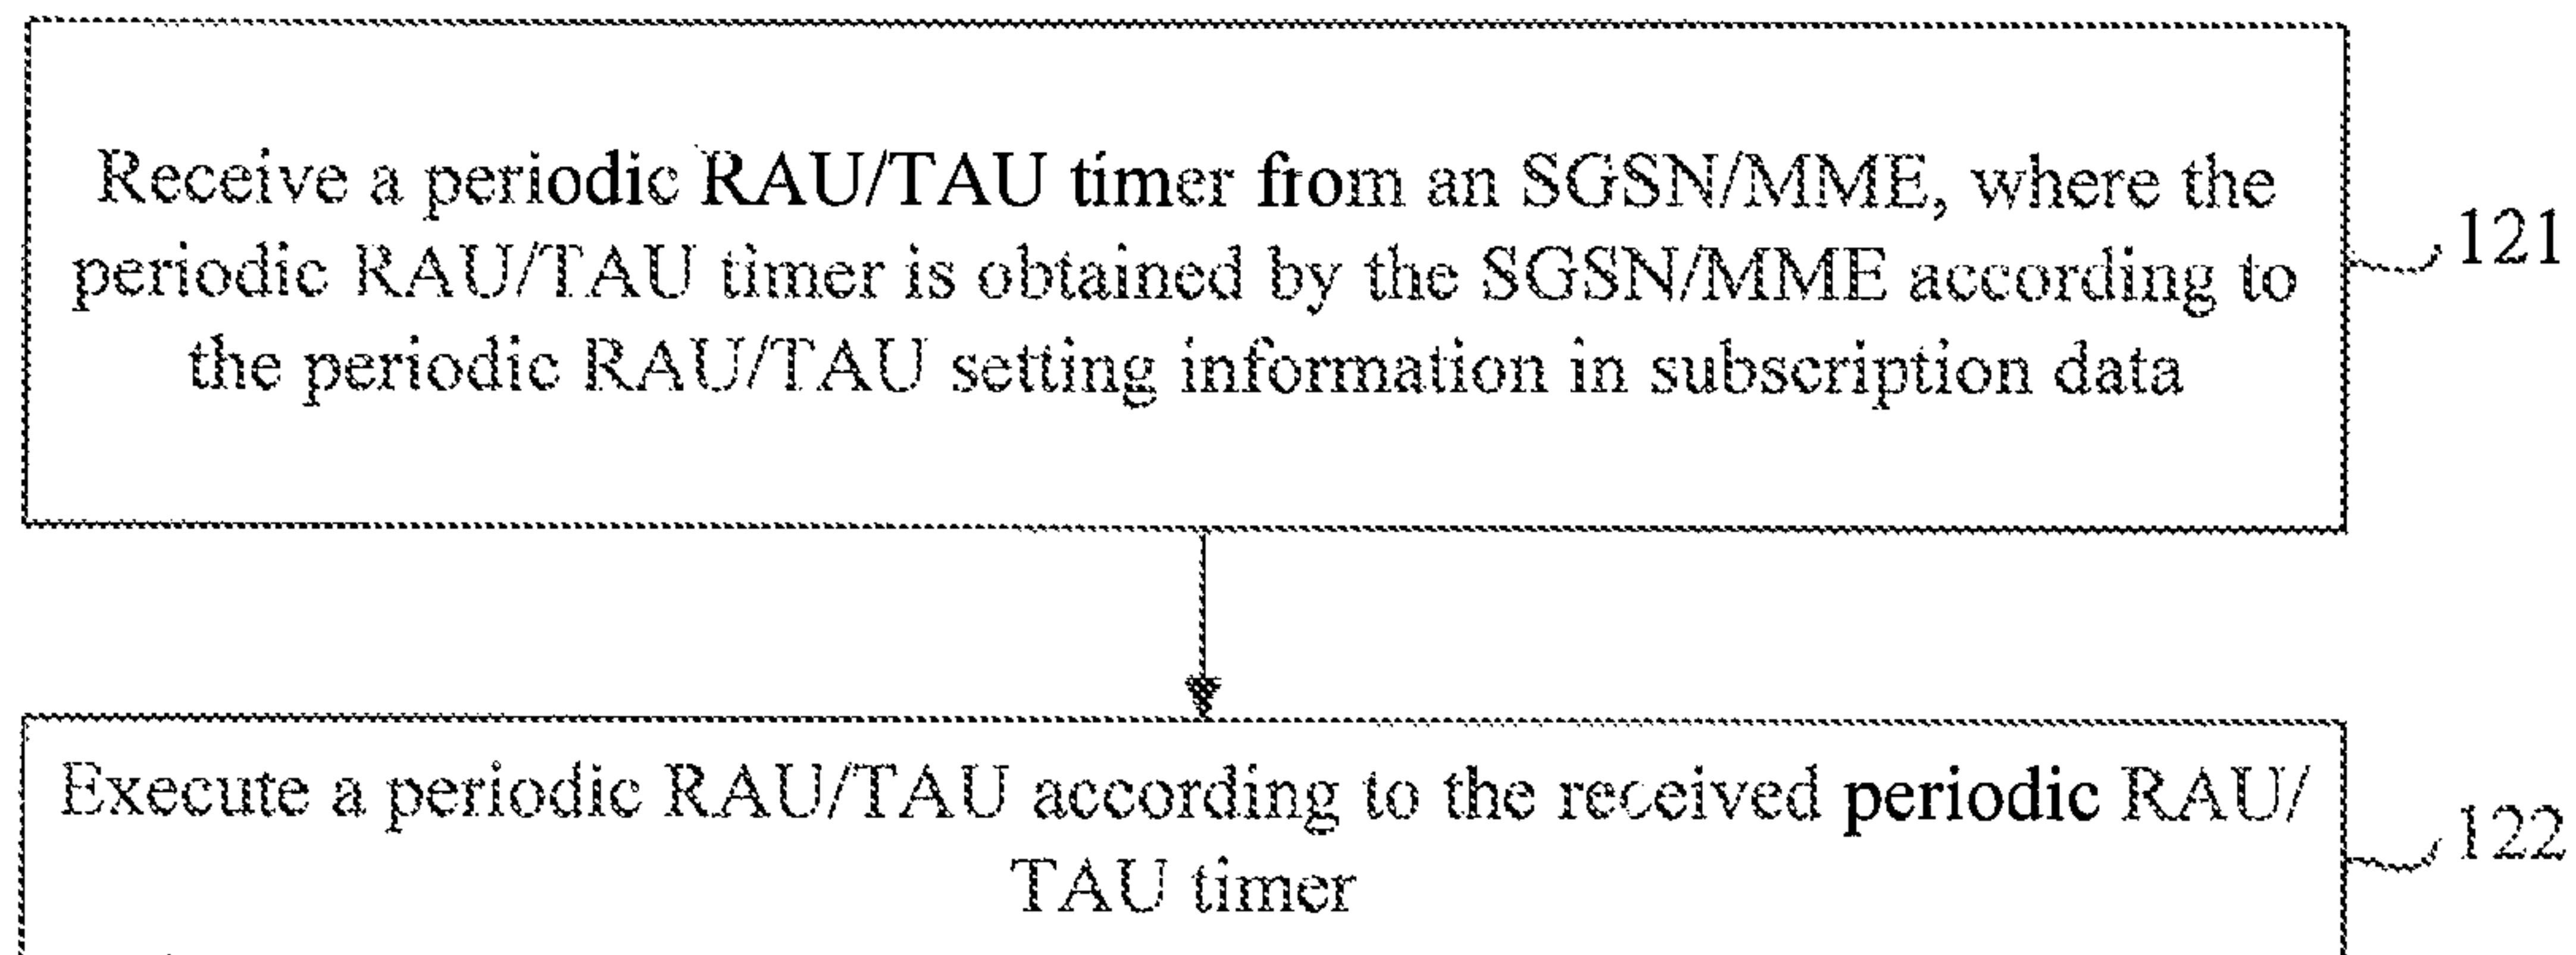 Receive a periodic RAU/TAU timer from an SGSN/MME, where the
periodic RAU/TAU timer is obtained by the SGSN/MME according to
the periodic RAU/TAU setting information in subscription data
121
Execute a periodic RAU/TAU according to the received periodic RAU/
TAU timer
122